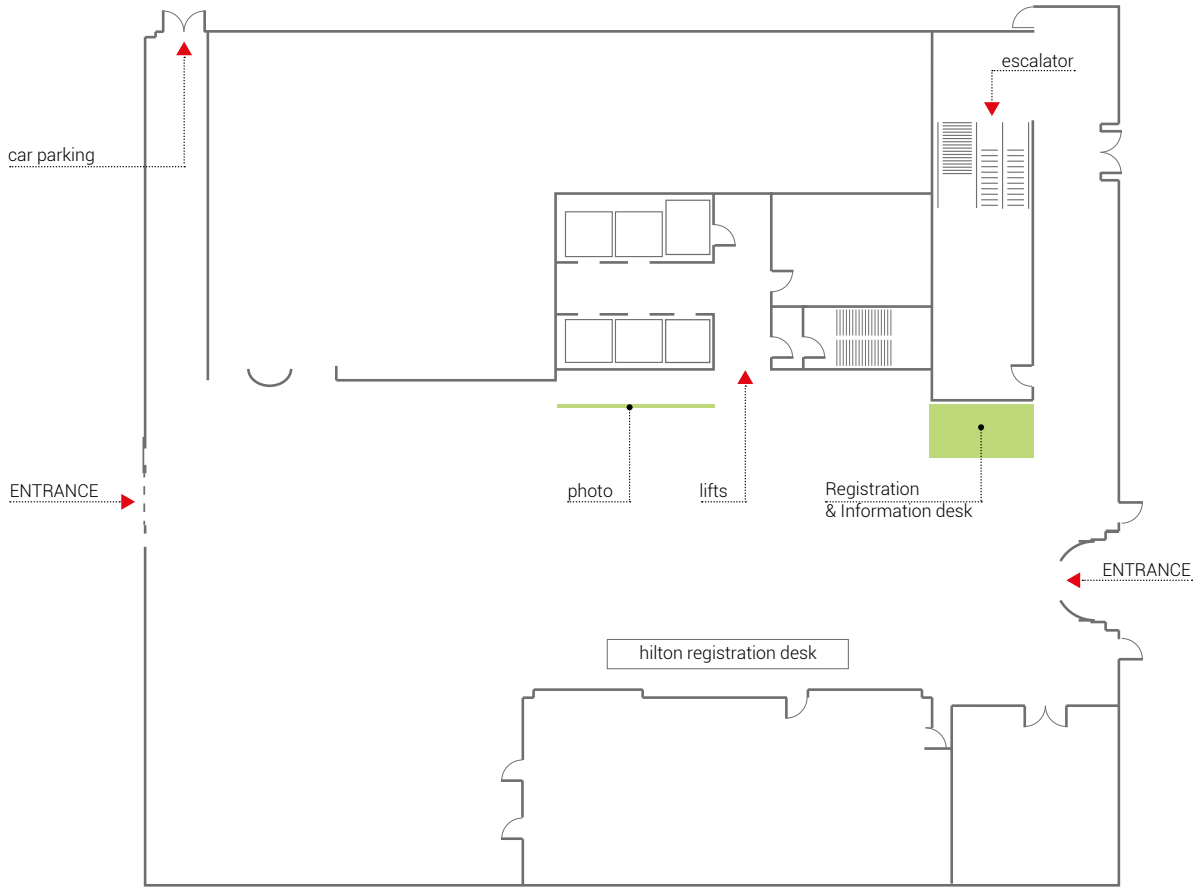 escalator
car parking
ENTRANCE
photo
lifts
Registration
& Information desk
ENTRANCE
hilton registration desk